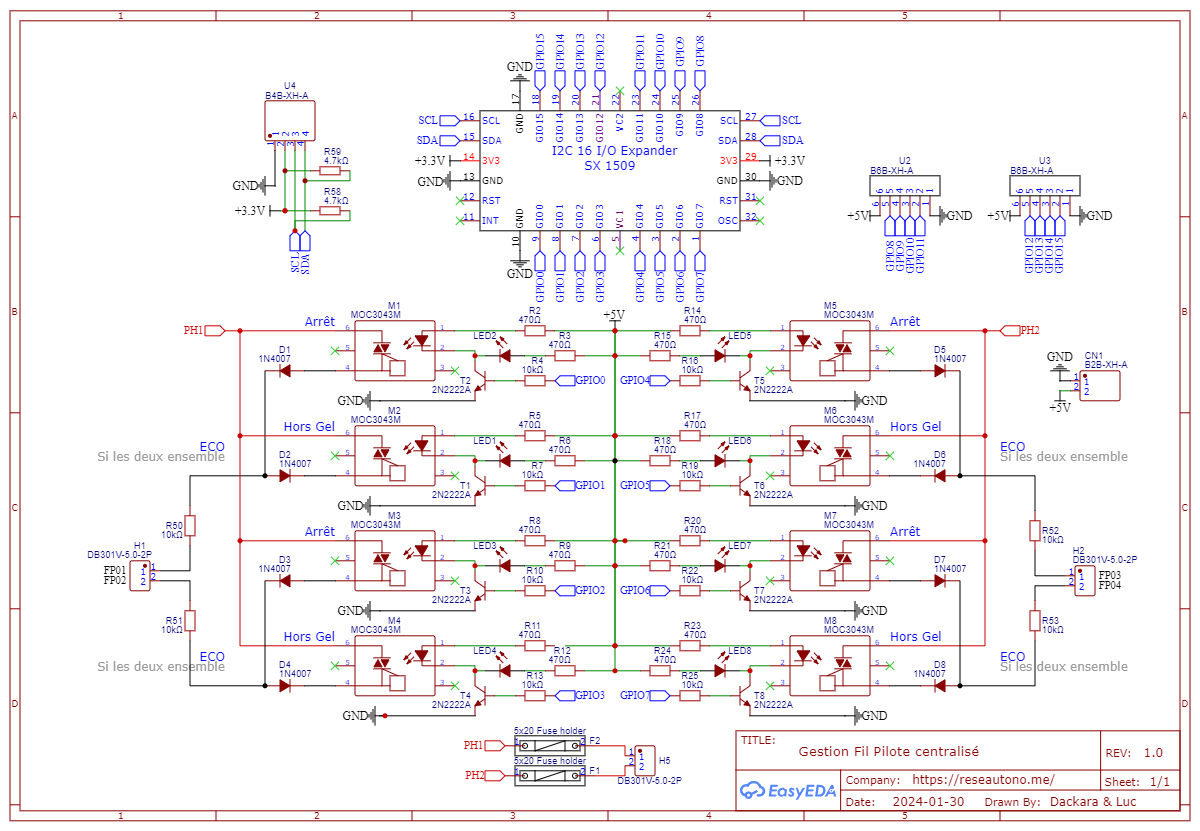 1 2 3 4 5
A
B
C
D
U4
B4B-XH-A
1 2 3 4
R59
4.7kΩ
R58
4.7kΩ
GND
+3.3V
SCL
SDA
GND GPIO15 GPIO14 GPIO13 GPIO12 GPIO11 GPIO10 GPIO9 GPIO8
17 18 19 20 21 22 23 24 25 26
GND GIO15 GIO14 GIO13 GIO12 VC2 GIO11 GIO10 GIO9 GIO8
SCL 16 SCL SCL 27 SCL
SDA 15 SDA SDA 28 SDA
I2C 16 I/O Expander
SX 1509
+3.3V 14 3V3 3V3 29 +3.3V
GND 13 GND GND 30 GND
12 RST RST 31
11 INT OSC 32
GND GIO0 GIO1 GIO2 GIO3 VC1 GIO4 GIO5 GIO6 GIO7
10 9 8 7 6 5 4 3 2 1
GND GPIO0 GPIO1 GPIO2 GPIO3 GPIO4 GPIO5 GPIO6 GPIO7
U2
B6B-XH-A
6 5 4 3 2 1
+5V GND
GPIO8 GPIO9 GPIO10 GPIO11
U3
B6B-XH-A
6 5 4 3 2 1
+5V GND
GPIO12 GPIO13 GPIO14 GPIO15
+5V
PH1 Arrêt M1 MOC3043M R2 470Ω R14 470Ω M5 MOC3043M Arrêt PH2
D1 1N4007 LED2 R3 470Ω R15 470Ω LED5 D5 1N4007
T2 2N2222A R4 10kΩ GPIO0 GPIO4 R16 10kΩ T5 2N2222A
GND GND
GND CN1
B2B-XH-A
1
2
+5V
Hors Gel M2 MOC3043M R5 470Ω R17 470Ω M6 MOC3043M Hors Gel
ECO LED1 R6 470Ω R18 470Ω LED6 ECO
Si les deux ensemble D2 1N4007 D6 1N4007 Si les deux ensemble
T1 2N2222A R7 10kΩ GPIO1 GPIO5 R19 10kΩ T6 2N2222A
GND GND
R50 10kΩ Arrêt M3 MOC3043M R8 470Ω R20 470Ω M7 MOC3043M Arrêt R52 10kΩ
H1
DB301V-5.0-2P
FP01 1
FP02 2
D3 1N4007 LED3 R9 470Ω R21 470Ω LED7 D7 1N4007
H2
DB301V-5.0-2P
1 FP03
2 FP04
T3 2N2222A R10 10kΩ GPIO2 GPIO6 R22 10kΩ T7 2N2222A
GND GND
R51 10kΩ Hors Gel M4 MOC3043M R11 470Ω R23 470Ω M8 MOC3043M Hors Gel R53 10kΩ
ECO LED4 R12 470Ω R24 470Ω LED8 ECO
Si les deux ensemble D4 1N4007 D8 1N4007 Si les deux ensemble
T4 2N2222A R13 10kΩ GPIO3 GPIO7 R25 10kΩ T8 2N2222A
GND GND
5x20 Fuse holder
PH1 1 2 F2
5x20 Fuse holder
PH2 1 2 F1
1
2
H5
DB301V-5.0-2P
TITLE:
Gestion Fil Pilote centralisé
REV: 1.0
EasyEDA
Company: https://reseautono.me/
Sheet: 1/1
Date: 2024-01-30 Drawn By: Dackara & Luc
1 2 3 4 5